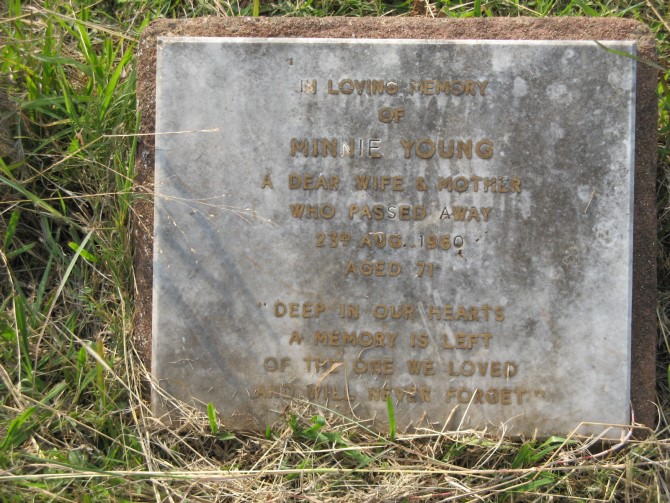 IN LOVING MEMORY
OF
MINNIE YOUNG
A DEAR WIFE & MOTHER
WHO PASSED AWAY
23RD AUG. 1960
AGED 71
"DEEP IN OUR HEARTS
A MEMORY IS LEFT
OF THE ONE WE LOVED
AND WILL NEVER FORGET"